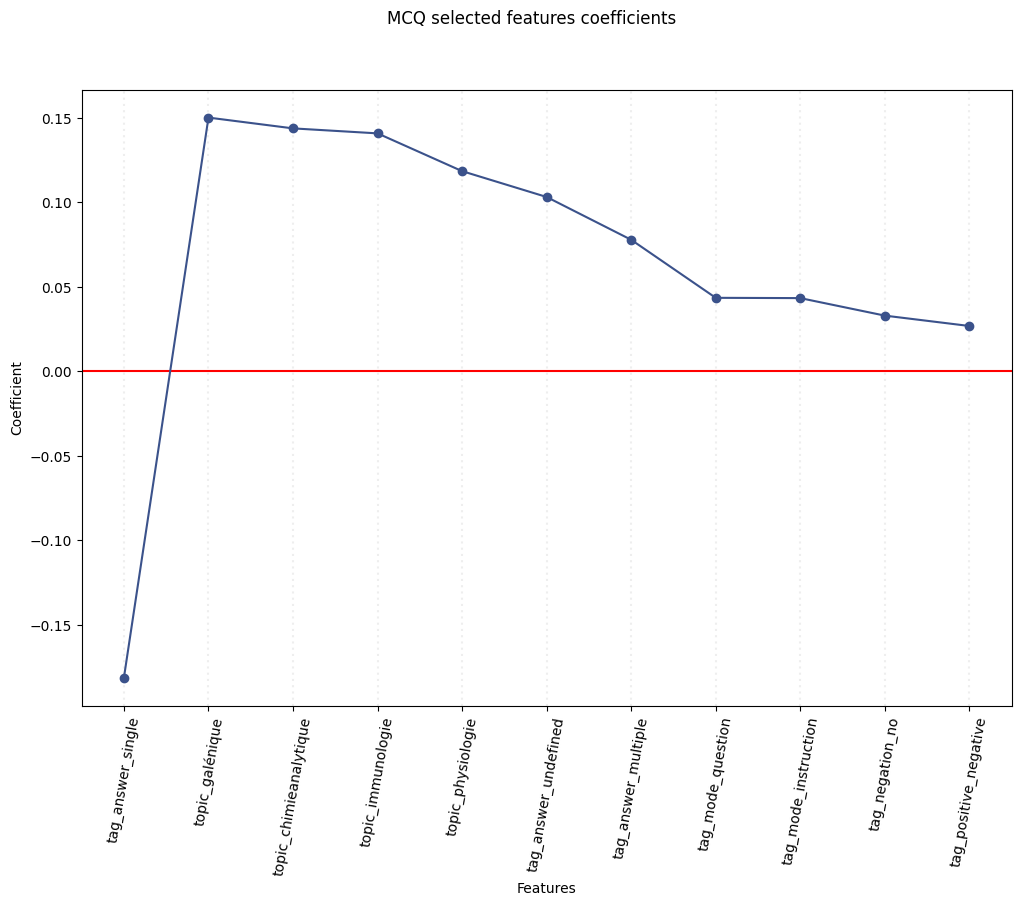 MCQ selected features coefficients
0.15
0.10
0.05
0.00
−0.05
−0.10
−0.15
Coefficient
tag_answer_single
topic_galénique
topic_chimieanalytique
topic_immunologie
topic_physiologie
tag_answer_undefined
tag_answer_multiple
tag_mode_question
tag_mode_instruction
tag_negation_no
tag_positive_negative
Features